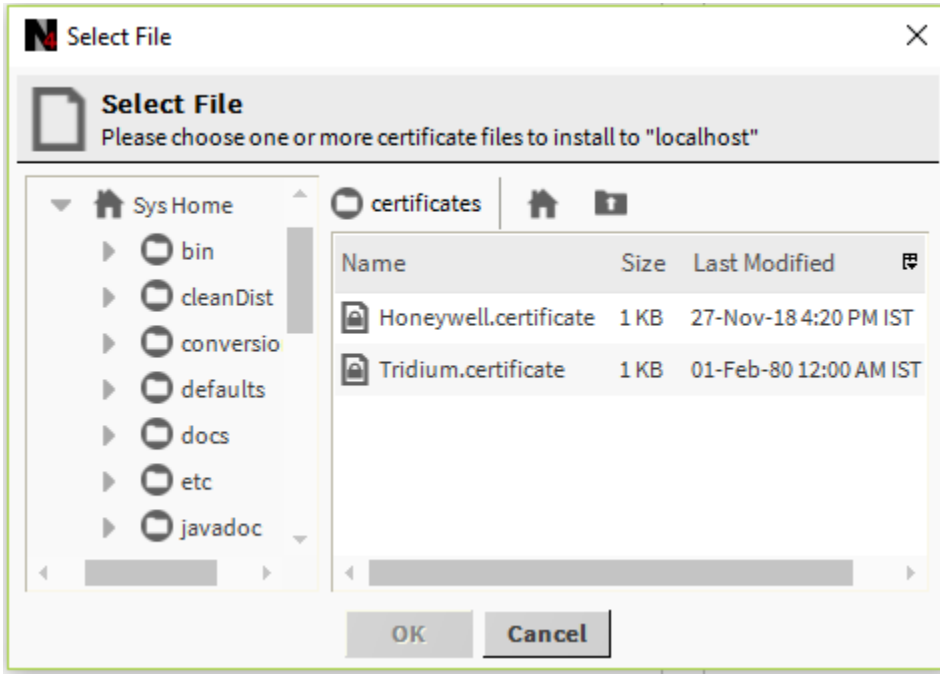 N4 Select File
Select File
Please choose one or more certificate files to install to "localhost"
Sys Home
bin
cleanDist
conversio
defaults
docs
etc
javadoc
certificates
Name Size Last Modified
Honeywell.certificate 1 KB 27-Nov-18 4:20 PM IST
Tridium.certificate 1 KB 01-Feb-80 12:00 AM IST
OK Cancel